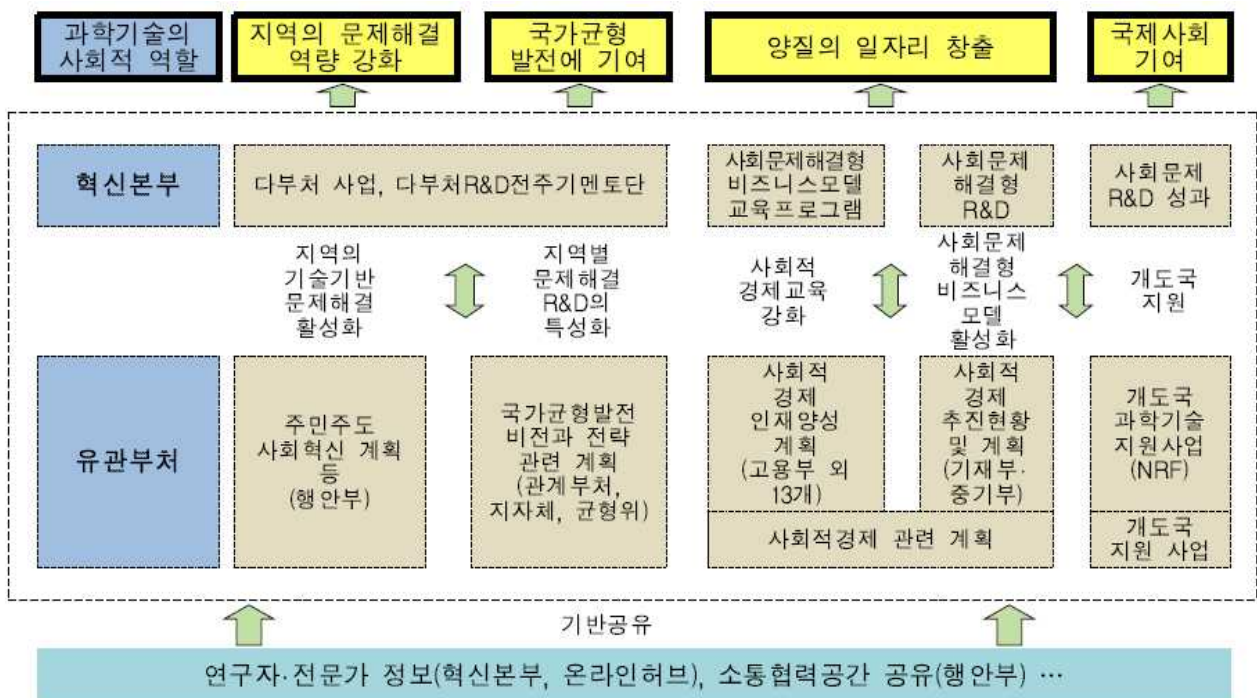 과학기술의
사회적 역할
지역의 문제해결
역량 강화
국가균형
발전에 기여
양질의 일자리 창출
국제사회
기여
혁신본부
다부처 사업, 다부처R&D전주기멘토단
사회문제해결형
비즈니스모델
교육프로그램
사회문제
해결형
R&D
사회문제
R&D 성과
지역의
기술기반
문제해결
활성화
지역별
문제해결
R&D의
특성화
사회적
경제교육
강화
사회문제
해결형
비즈니스
모델
활성화
개도국
지원
유관부처
주민주도
사회혁신 계획
등
(행안부)
국가균형발전
비전과 전략
관련 계획
(관계부처,
지자체, 균형위)
사회적
경제
인재양성
계획
(고용부 외
13개)
사회적
경제
추진현황
및 계획
(기재부·
중기부)
개도국
과학기술
지원사업
(NRF)
사회적경제 관련 계획
개도국
지원 사업
기반공유
연구자·전문가 정보(혁신본부, 온라인허브), 소통협력공간 공유(행안부) …